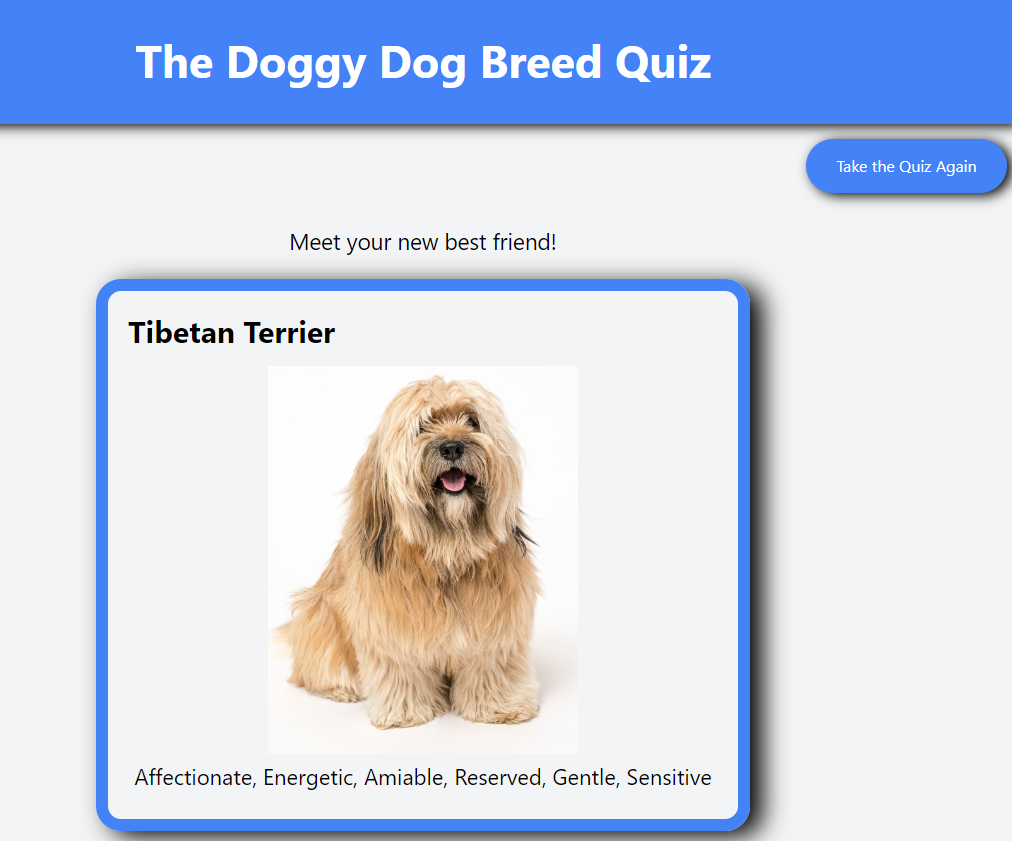 The Doggy Dog Breed Quiz
Take the Quiz Again
Meet your new best friend!
Tibetan Terrier
Affectionate, Energetic, Amiable, Reserved, Gentle, Sensitive